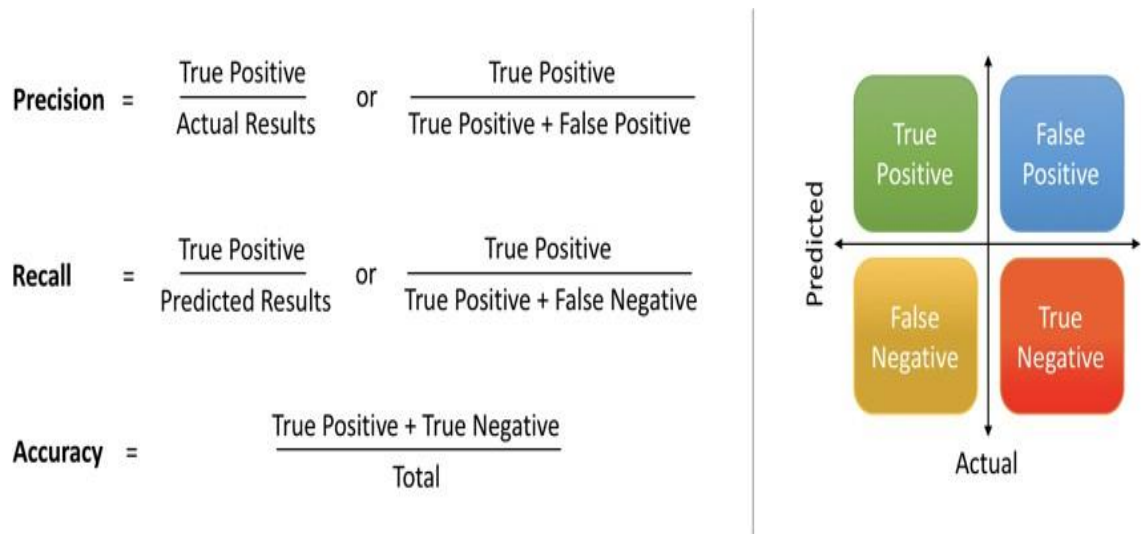 Precision = True Positive / Actual Results or True Positive / True Positive + False Positive
Recall = True Positive / Predicted Results or True Positive / True Positive + False Negative
Accuracy = True Positive + True Negative / Total
Predicted
True Positive
False Positive
False Negative
True Negative
Actual